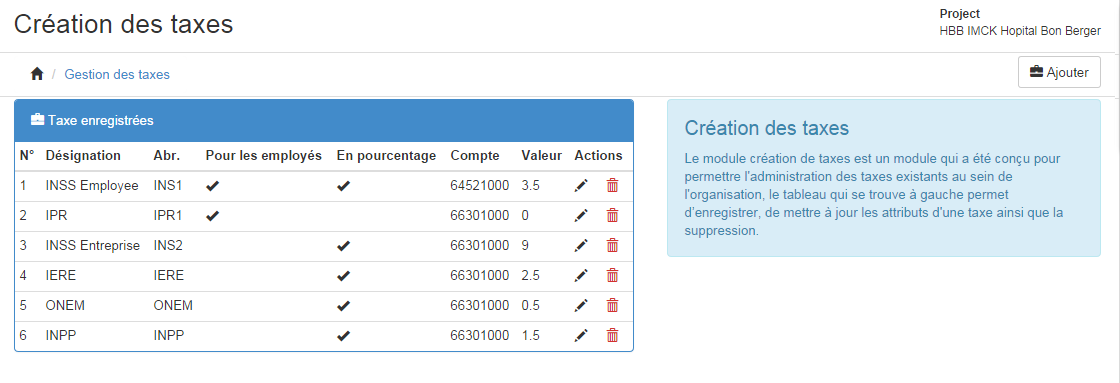 Création des taxes
Project
HBB IMCK Hopital Bon Berger
/ Gestion des taxes
Ajouter
Taxe enregistrées
N° Désignation Abr. Pour les employés En pourcentage Compte Valeur Actions
1 INSS Employee INS1 ✔ ✔ 64521000 3.5
2 IPR IPR1 ✔ 66301000 0
3 INSS Entreprise INS2 ✔ 66301000 9
4 IERE IERE ✔ 66301000 2.5
5 ONEM ONEM ✔ 66301000 0.5
6 INPP INPP ✔ 66301000 1.5
Création des taxes
Le module création de taxes est un module qui a été conçu pour
permettre l'administration des taxes existants au sein de
l'organisation, le tableau qui se trouve à gauche permet
d'enregistrer, de mettre à jour les attributs d'une taxe ainsi que la
suppression.